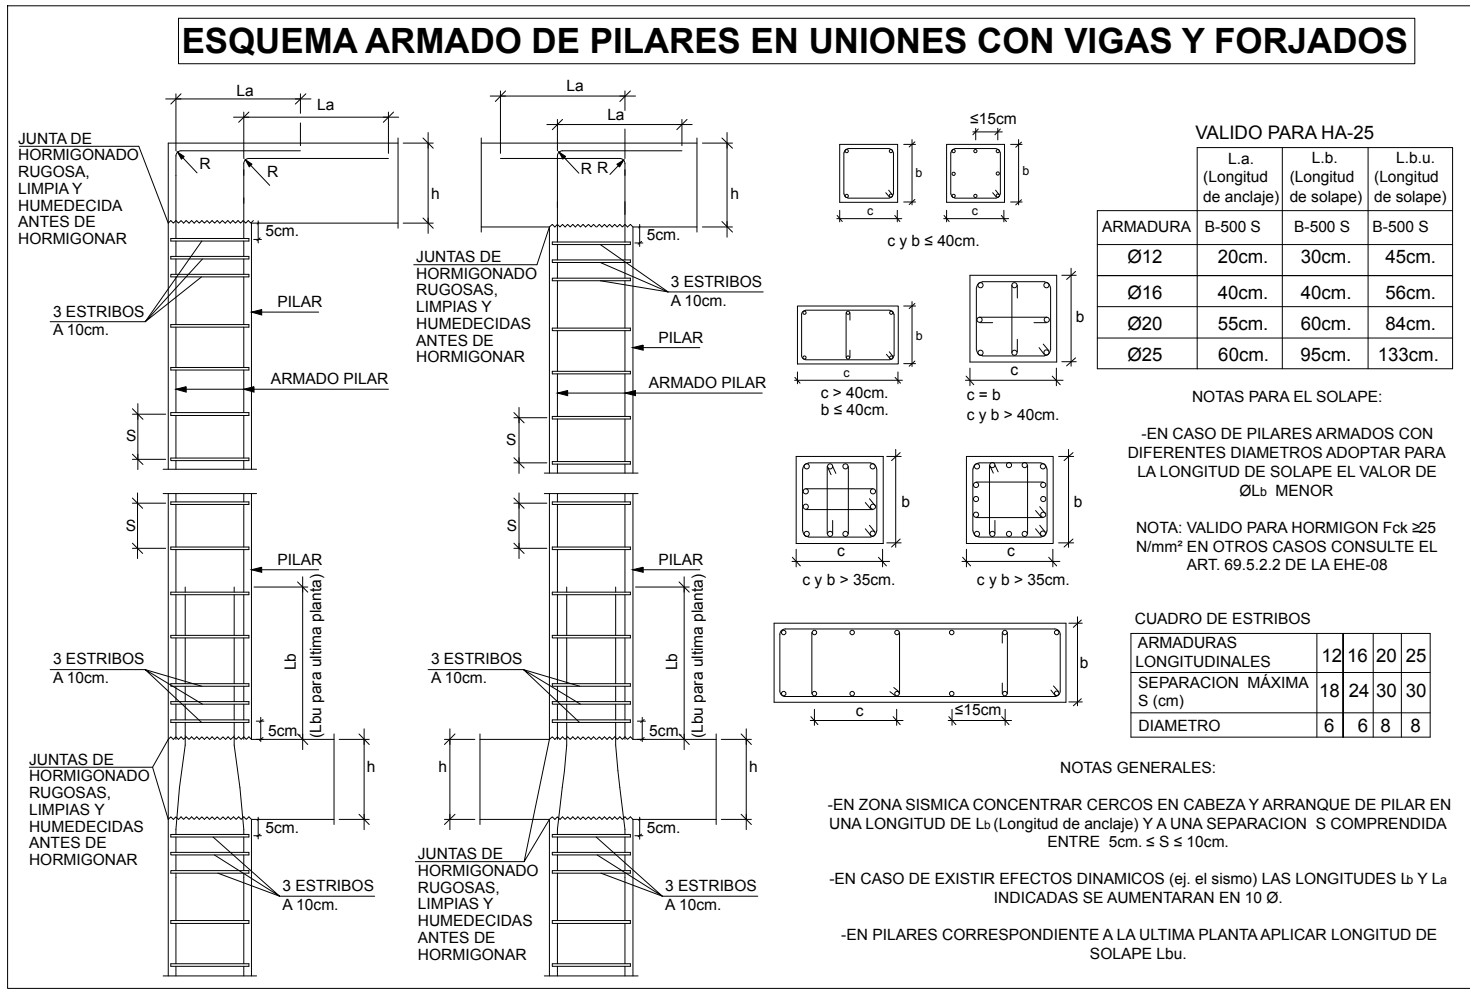 ESQUEMA ARMADO DE PILARES EN UNIONES CON VIGAS Y FORJADOS
La
La
JUNTA DE
HORMIGONADO
RUGOSA,
LIMPIA Y
HUMEDECIDA
ANTES DE
HORMIGONAR
R
R
h
5cm.
3 ESTRIBOS
A 10cm.
PILAR
ARMADO PILAR
S
La
La
R R
h
5cm.
JUNTAS DE
HORMIGONADO
RUGOSAS,
LIMPIAS Y
HUMEDECIDAS
ANTES DE
HORMIGONAR
3 ESTRIBOS
A 10cm.
PILAR
ARMADO PILAR
S
S
PILAR
Lb
(Lbu para ultima planta)
3 ESTRIBOS
A 10cm.
5cm.
JUNTAS DE
HORMIGONADO
RUGOSAS,
LIMPIAS Y
HUMEDECIDAS
ANTES DE
HORMIGONAR
h
5cm.
3 ESTRIBOS
A 10cm.
S
PILAR
Lb
(Lbu para ultima planta)
3 ESTRIBOS
A 10cm.
5cm.
h
h
5cm.
JUNTAS DE
HORMIGONADO
RUGOSAS,
LIMPIAS Y
HUMEDECIDAS
ANTES DE
HORMIGONAR
3 ESTRIBOS
A 10cm.
≤15cm
b
b
c
c
c y b ≤ 40cm.
b
c
c > 40cm.
b ≤ 40cm.
b
c
c = b
c y b > 40cm.
b
c
c y b > 35cm.
b
c
c y b > 35cm.
b
c
≤15cm
VALIDO PARA HA-25
L.a.
(Longitud
de anclaje)
L.b.
(Longitud
de solape)
L.b.u.
(Longitud
de solape)
ARMADURA B-500 S B-500 S B-500 S
Ø12 20cm. 30cm. 45cm.
Ø16 40cm. 40cm. 56cm.
Ø20 55cm. 60cm. 84cm.
Ø25 60cm. 95cm. 133cm.
NOTAS PARA EL SOLAPE:
-EN CASO DE PILARES ARMADOS CON
DIFERENTES DIAMETROS ADOPTAR PARA
LA LONGITUD DE SOLAPE EL VALOR DE
ØLb MENOR
NOTA: VALIDO PARA HORMIGON Fck ≥25
N/mm² EN OTROS CASOS CONSULTE EL
ART. 69.5.2.2 DE LA EHE-08
CUADRO DE ESTRIBOS
ARMADURAS
LONGITUDINALES 12 16 20 25
SEPARACION MÁXIMA
S (cm) 18 24 30 30
DIAMETRO 6 6 8 8
NOTAS GENERALES:
-EN ZONA SISMICA CONCENTRAR CERCOS EN CABEZA Y ARRANQUE DE PILAR EN
UNA LONGITUD DE Lb (Longitud de anclaje) Y A UNA SEPARACION S COMPRENDIDA
ENTRE 5cm. ≤ S ≤ 10cm.
-EN CASO DE EXISTIR EFECTOS DINAMICOS (ej. el sismo) LAS LONGITUDES Lb Y La
INDICADAS SE AUMENTARAN EN 10 Ø.
-EN PILARES CORRESPONDIENTE A LA ULTIMA PLANTA APLICAR LONGITUD DE
SOLAPE Lbu.